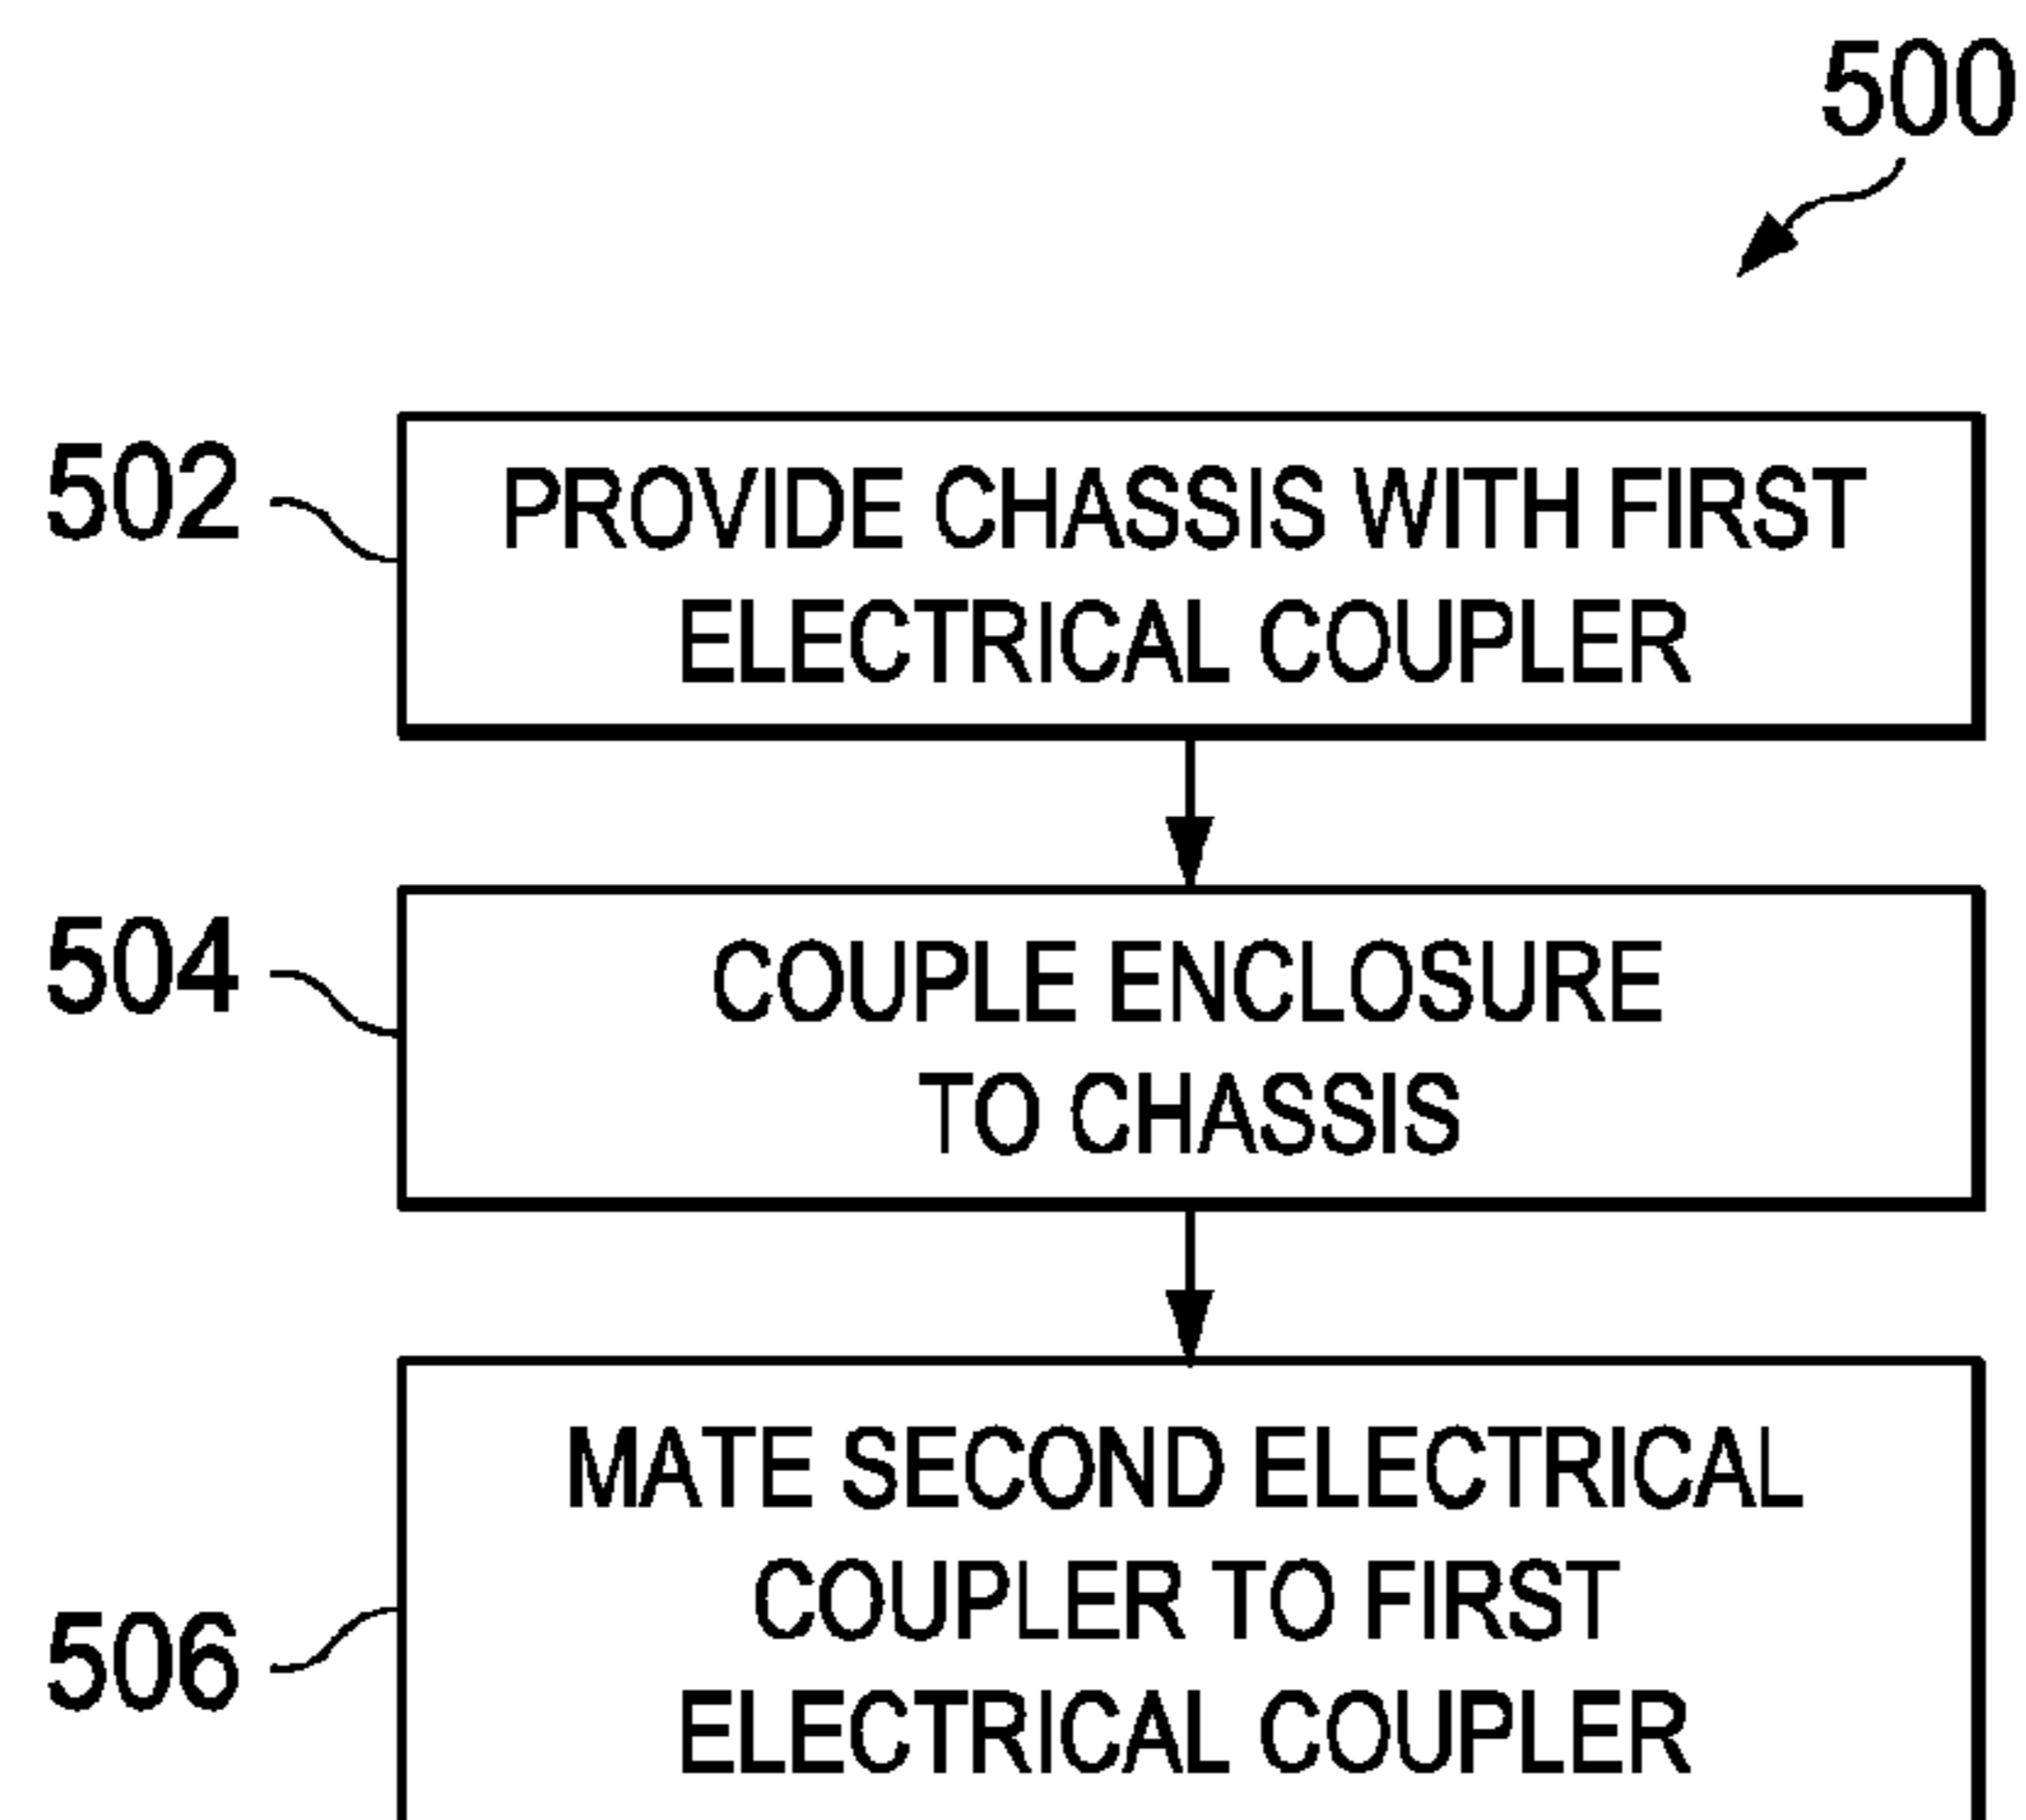 500
502
PROVIDE CHASSIS WITH FIRST
ELECTRICAL COUPLER
504
COUPLE ENCLOSURE
TO CHASSIS
506
MATE SECOND ELECTRICAL
COUPLER TO FIRST
ELECTRICAL COUPLER